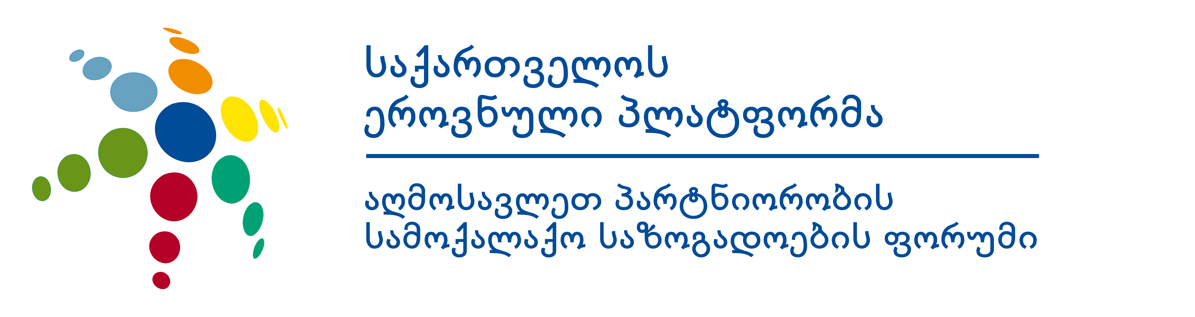 საქართველოს
ეროვნული პლატფორმა
აღმოსავლეთ პარტნიორობის
სამოქალაქო საზოგადოების ფორუმი